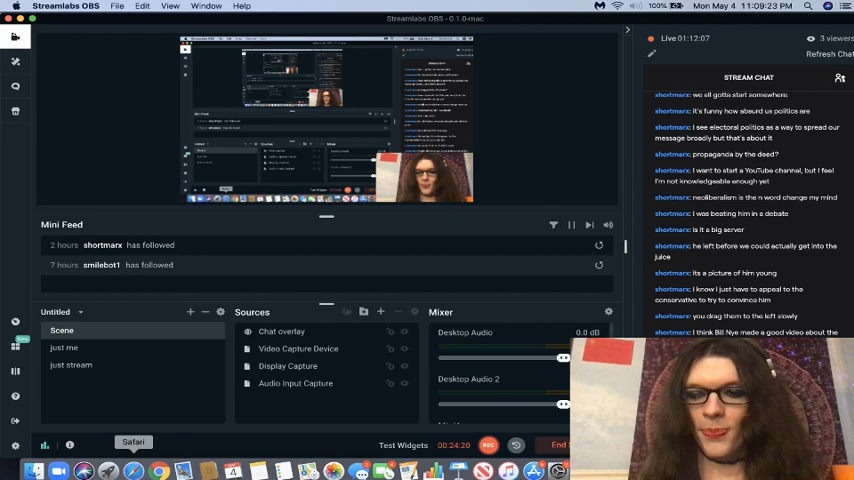 Streamlabs OBS File Edit View Window Help 100% Mon May 4 11:09:23 PM
Streamlabs OBS - 0.1.0-mac
Live 01:12:07 3 viewers
Refresh Chat
STREAM CHAT
shortmarx: we all gotta start somewhere
shortmarx: it's funny how absurd us politics are
shortmarx: I see electoral politics as a way to spread our
message broadly but that's about it
shortmarx: propaganda by the deed?
shortmarx: I want to start a YouTube channel, but I feel
I'm not knowledgeable enough yet
shortmarx: neoliberalism is the n word change my mind
shortmarx: I was beating him in a debate
shortmarx: is it a big server
shortmarx: he left before we could actually get into the
juice
shortmarx: its a picture of him young
shortmarx: I know I just have to appeal to the
conservative to try to convince him
shortmarx: you drag them to the left slowly
shortmarx: I think Bill Nye made a good video about the
Mini Feed
2 hours shortmarx has followed
7 hours smilebot1 has followed
Untitled
Scene
just me
just stream
Sources
Chat overlay
Video Capture Device
Display Capture
Audio Input Capture
Mixer
Desktop Audio 0.0 dB
Desktop Audio 2
Safari
Test Widgets 00:24:20 REC End S